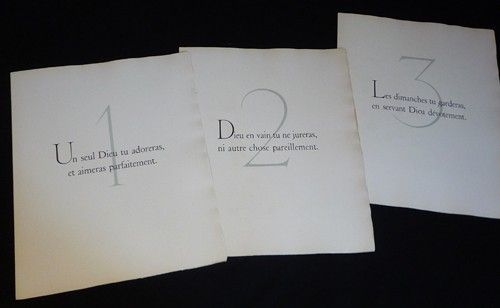 1
Un seul Dieu tu adoreras,
et aimeras parfaitement.
2
Dieu en vain tu ne jureras,
ni autre chose pareillement.
3
Les dimanches tu garderas,
en servant Dieu dévotement.